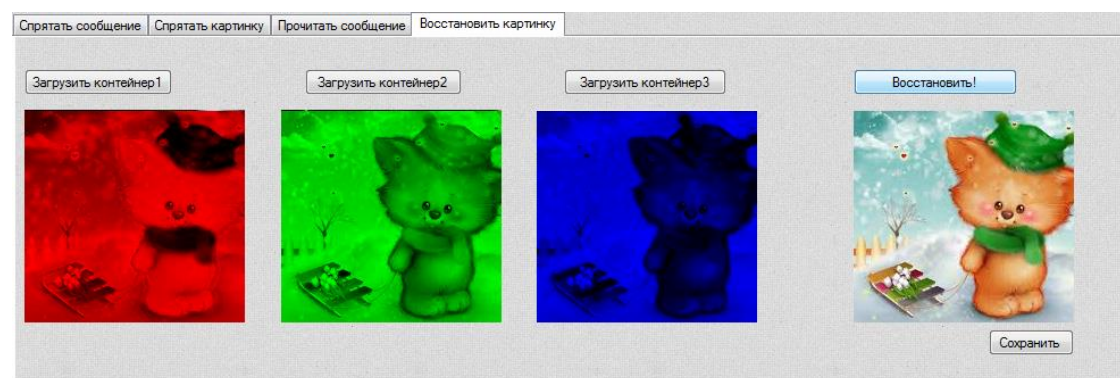 Спрятать сообщение Спрятать картинку Прочитать сообщение Восстановить картинку
Загрузить контейнер1 Загрузить контейнер2 Загрузить контейнер3 Восстановить!
Сохранить